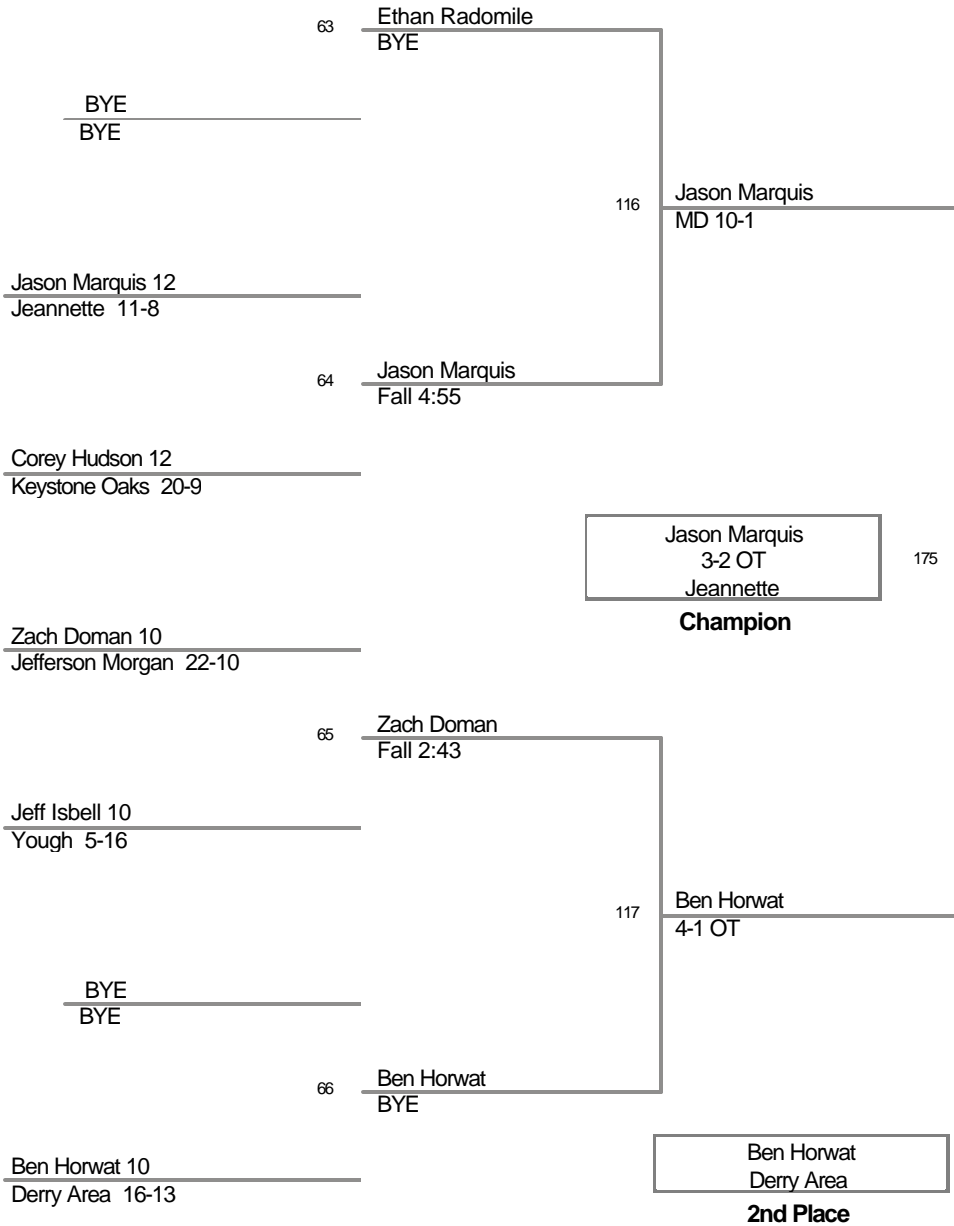 Ethan Radomile
63
BYE
BYE
BYE
Jason Marquis
116
MD 10-1
Jason Marquis 12
Jeannette 11-8
Jason Marquis
64
Fall 4:55
Corey Hudson 12
Keystone Oaks 20-9
Jason Marquis
3-2 OT
175
Jeannette
Champion
Zach Doman 10
Jefferson Morgan 22-10
Zach Doman
65
Fall 2:43
Jeff Isbell 10
Yough 5-16
Ben Horwat
117
4-1 OT
BYE
BYE
Ben Horwat
66
BYE
Ben Horwat 10
Derry Area 16-13
Ben Horwat
Derry Area
2nd Place